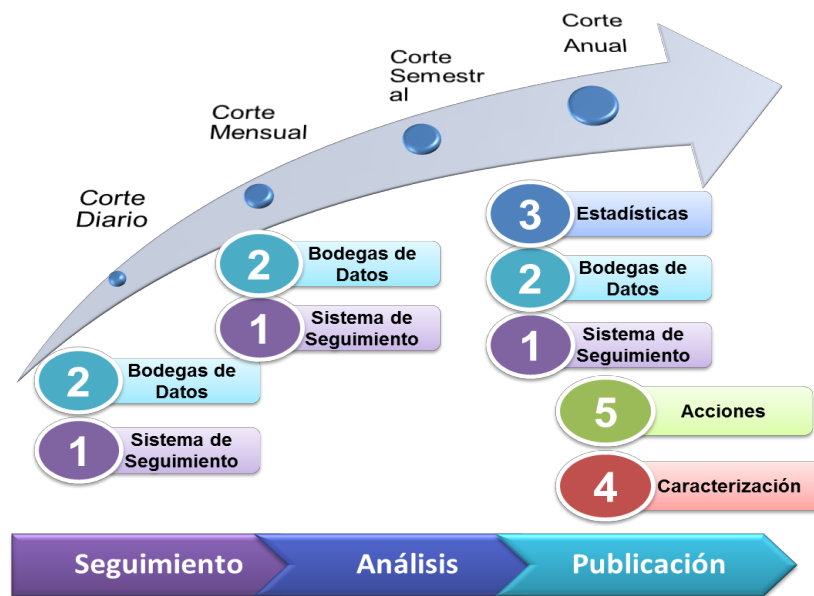 Corte
Diario
Corte
Mensual
Corte
Semestr
al
Corte
Anual
2
Bodegas de
Datos
1
Sistema de
Seguimiento
2
Bodegas de
Datos
1
Sistema de
Seguimiento
3
Estadísticas
2
Bodegas de
Datos
1
Sistema de
Seguimiento
5
Acciones
4
Caracterización
Seguimiento
Análisis
Publicación